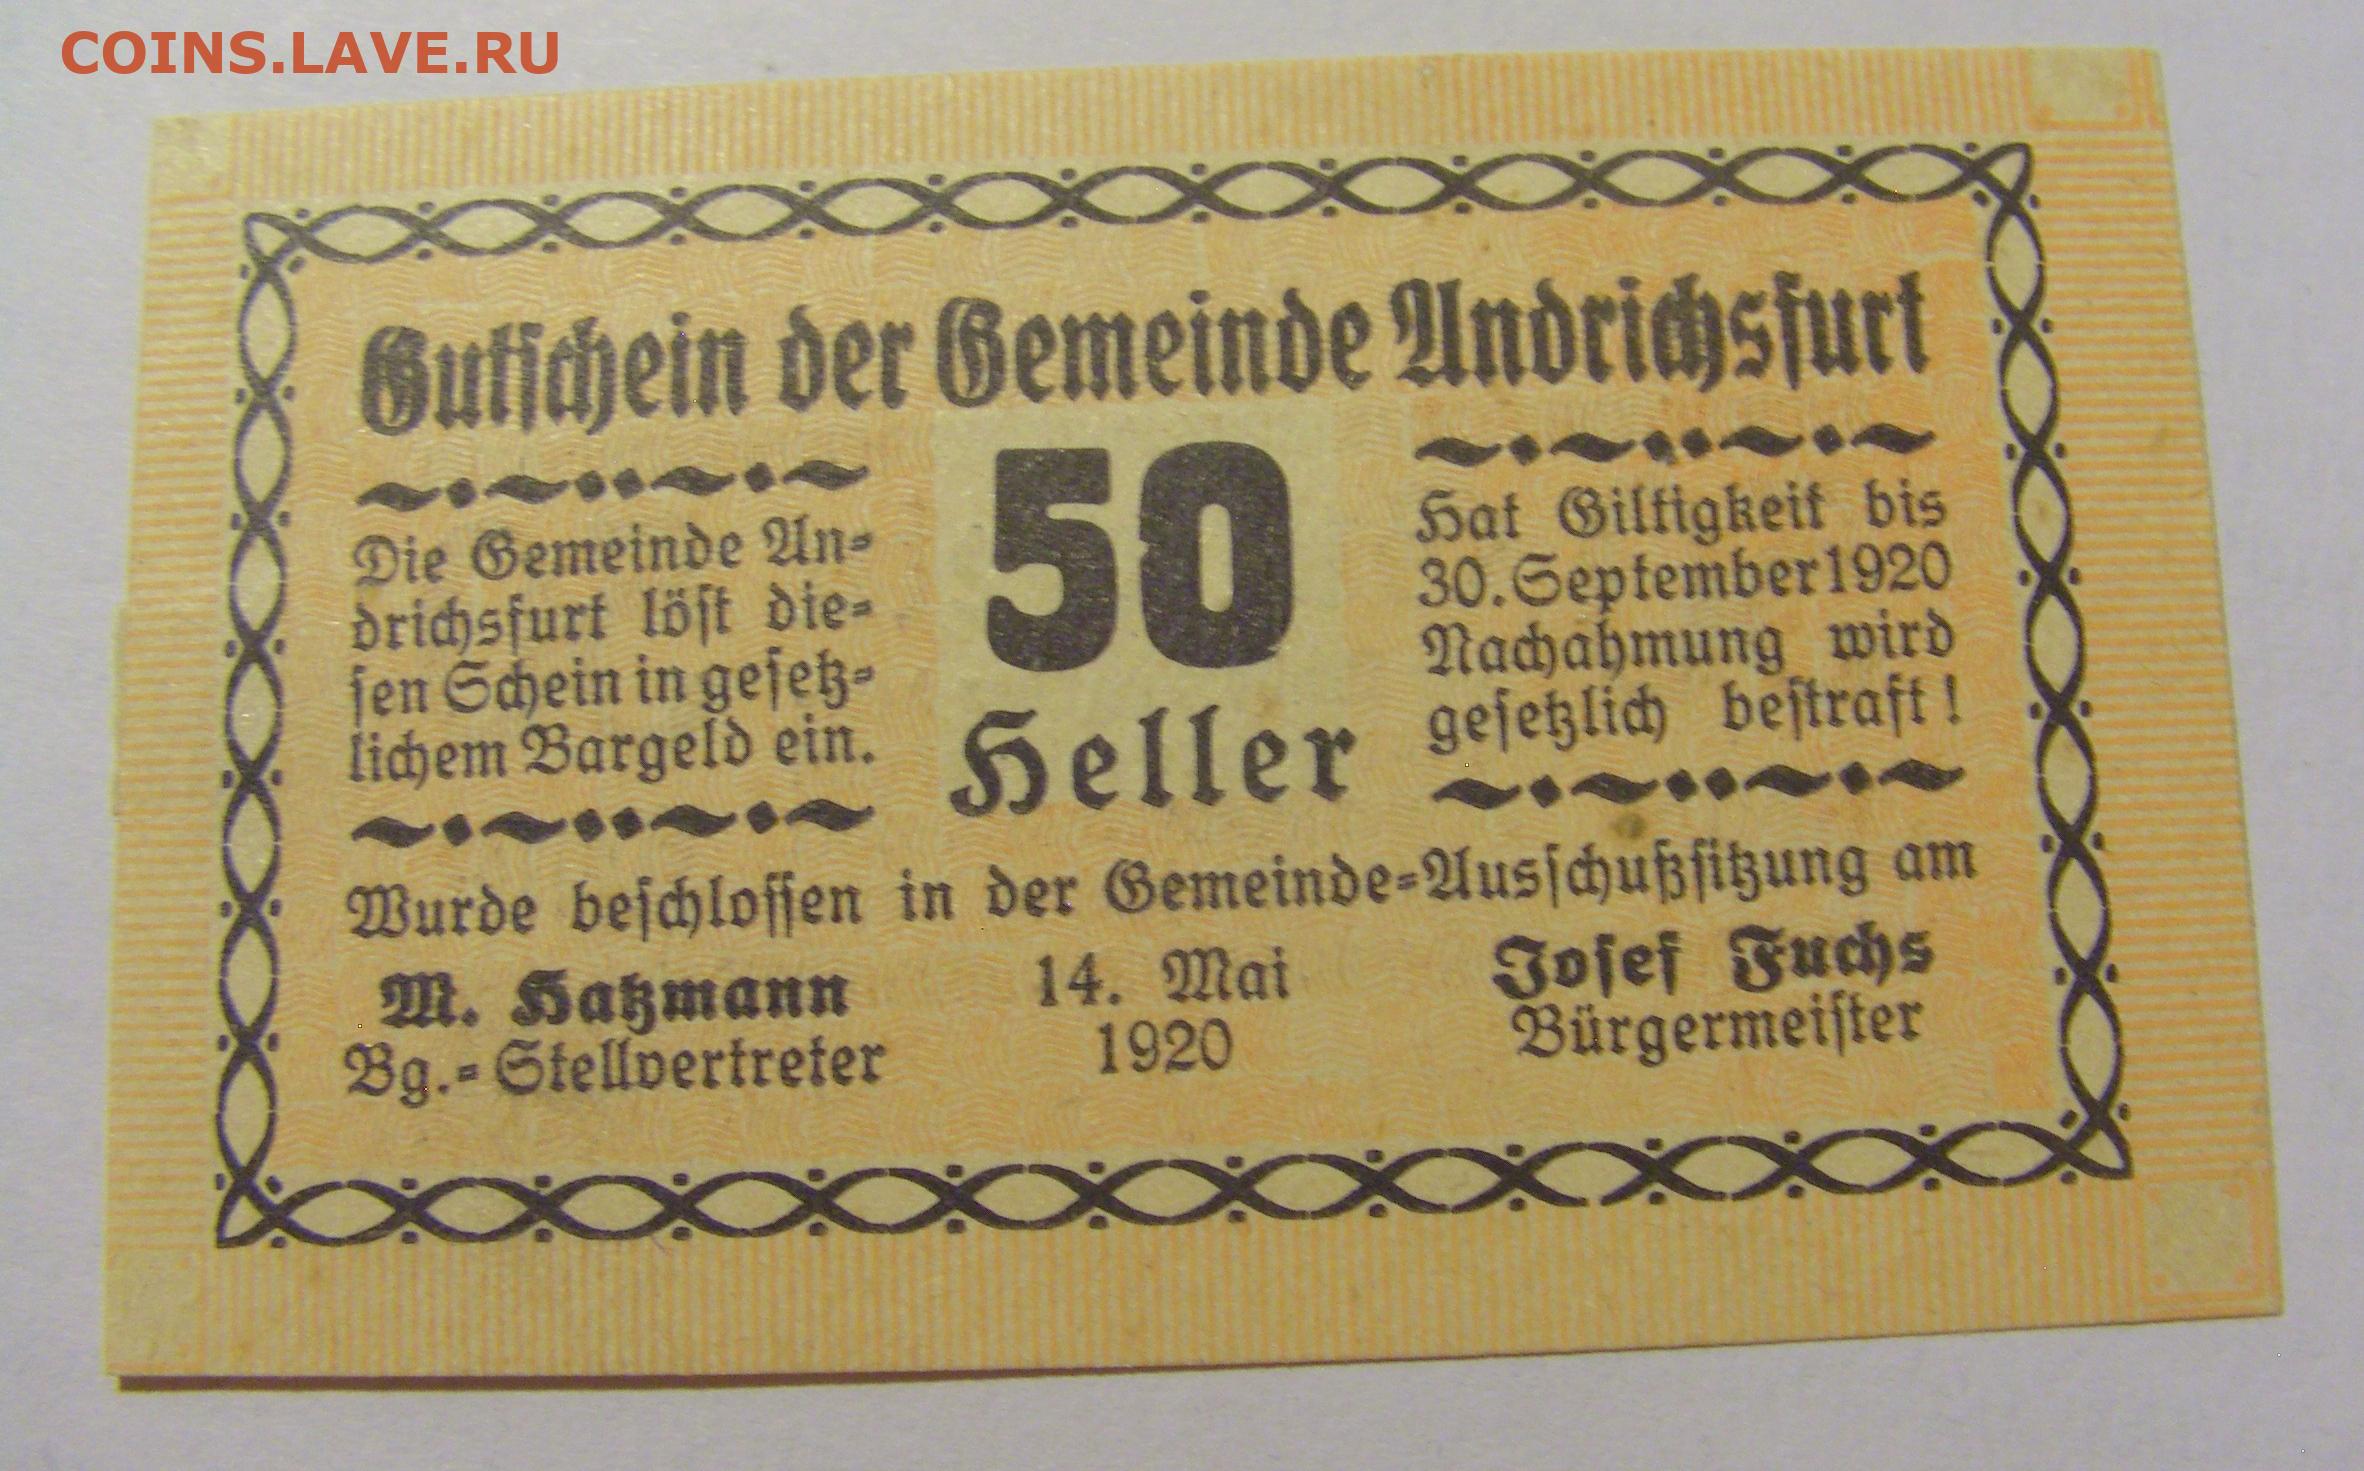 COINS.LAVE.RU
Gutschein der Gemeinde Andrichsfurt
Die Gemeinde An-
drichsfurt löst die-
sen Schein in gesetz-
lichem Bargeld ein.
50
Heller
Hat Giltigkeit bis
30. September 1920
Nachahmung wird
gesetzlich bestraft!
Wurde beschlossen in der Gemeinde-Ausschußsitzung am
M. Hatzmann
Bg.-Stellvertreter
14. Mai
1920
Josef Fuchs
Bürgermeister